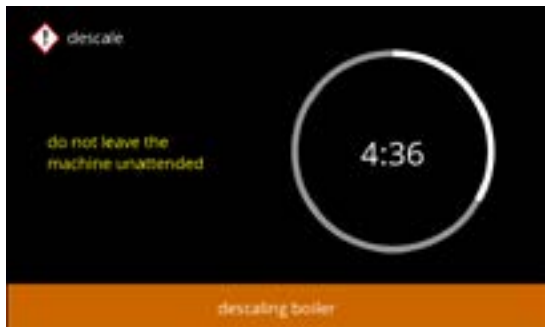 descale
do not leave the
machine unattended
4:36
descaling boiler